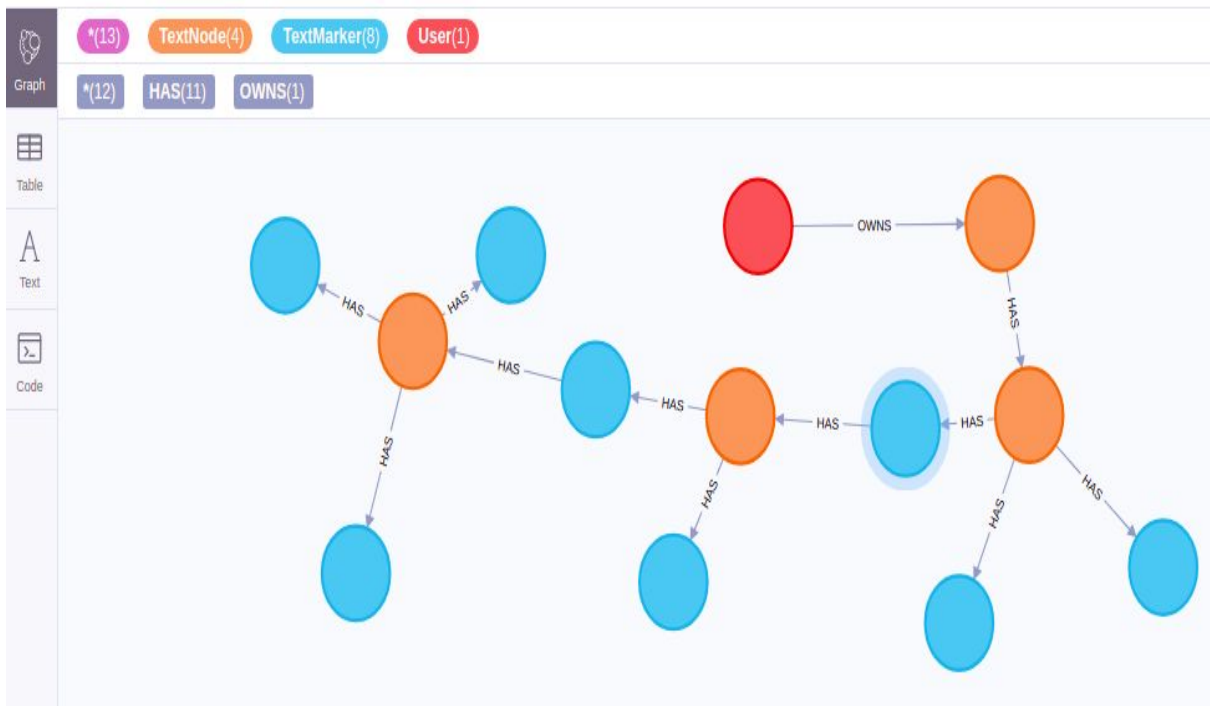 *(13) TextNode(4) TextMarker(8) User(1)
*(12) HAS(11) OWNS(1)
Graph
Table
Text
Code
OWNS
HAS
HAS
HAS
HAS
HAS
HAS
HAS
HAS
HAS
HAS
HAS